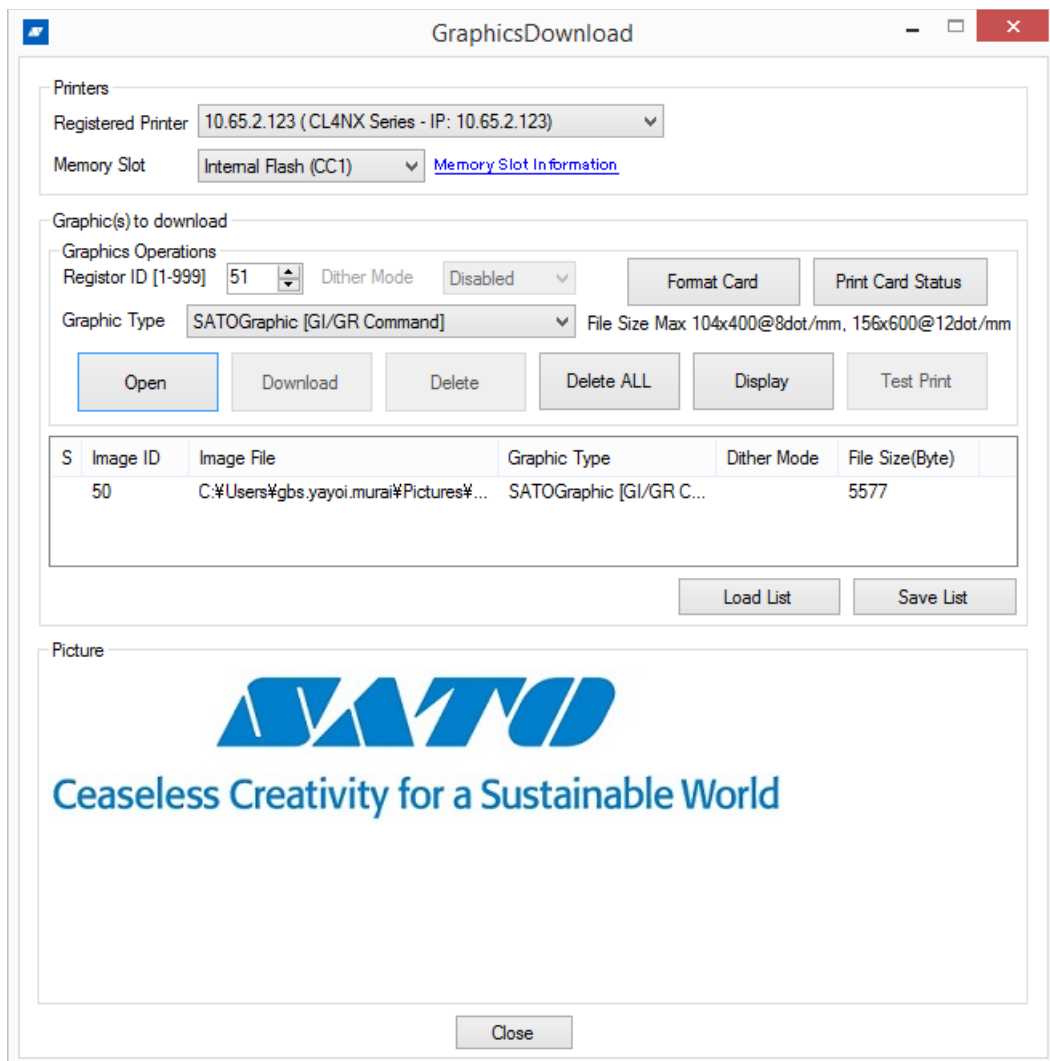 GraphicsDownload
Printers
Registered Printer 10.65.2.123 ( CL4NX Series - IP: 10.65.2.123)
Memory Slot Internal Flash (CC1) Memory Slot Information
Graphic(s) to download
Graphics Operations
Registor ID [1-999] 51 Dither Mode Disabled Format Card Print Card Status
Graphic Type SATOGraphic [GI/GR Command] File Size Max 104x400@8dot/mm, 156x600@12dot/mm
Open Download Delete Delete ALL Display Test Print
S Image ID Image File Graphic Type Dither Mode File Size(Byte)
50 C:¥Users¥gbs.yayoi.murai¥Pictures¥... SATOGraphic [GI/GR C... 5577
Load List Save List
Picture
SATO
Ceaseless Creativity for a Sustainable World
Close